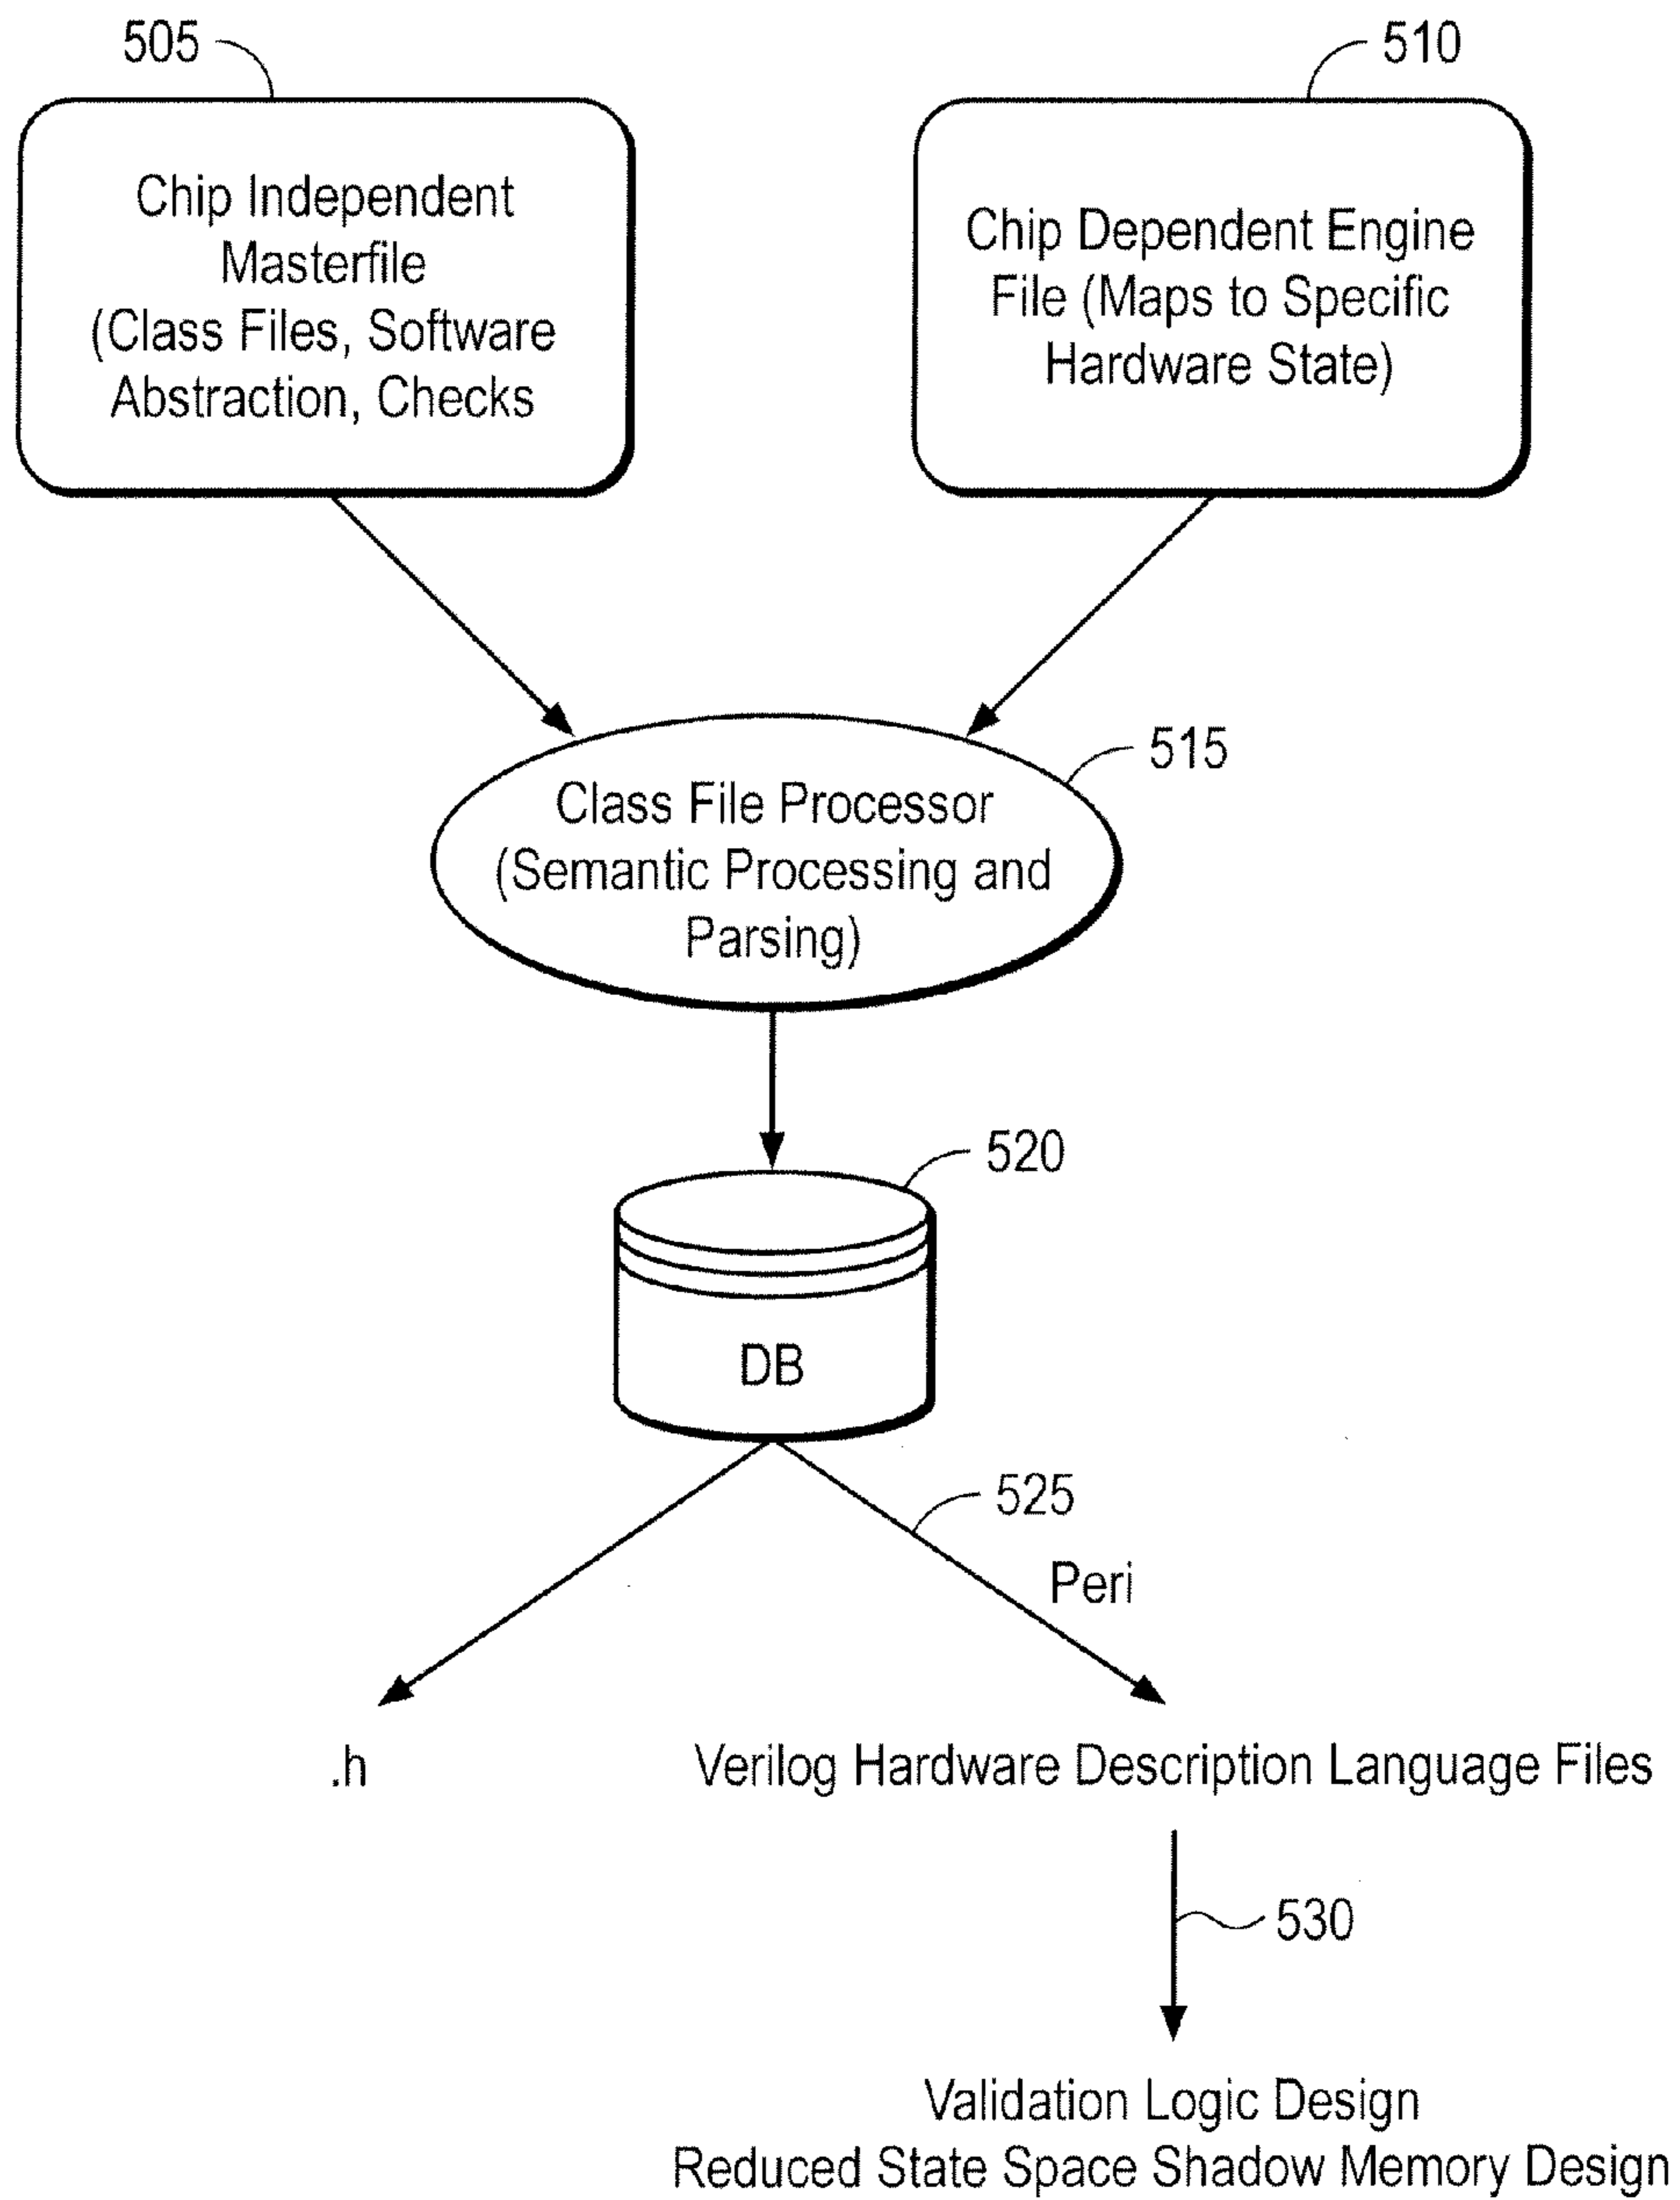 505
510
Chip Independent
Masterfile
(Class Files, Software
Abstraction, Checks
Chip Dependent Engine
File (Maps to Specific
Hardware State)
515
Class File Processor
(Semantic Processing and
Parsing)
520
DB
525
Peri
.h
Verilog Hardware Description Language Files
530
Validation Logic Design
Reduced State Space Shadow Memory Design